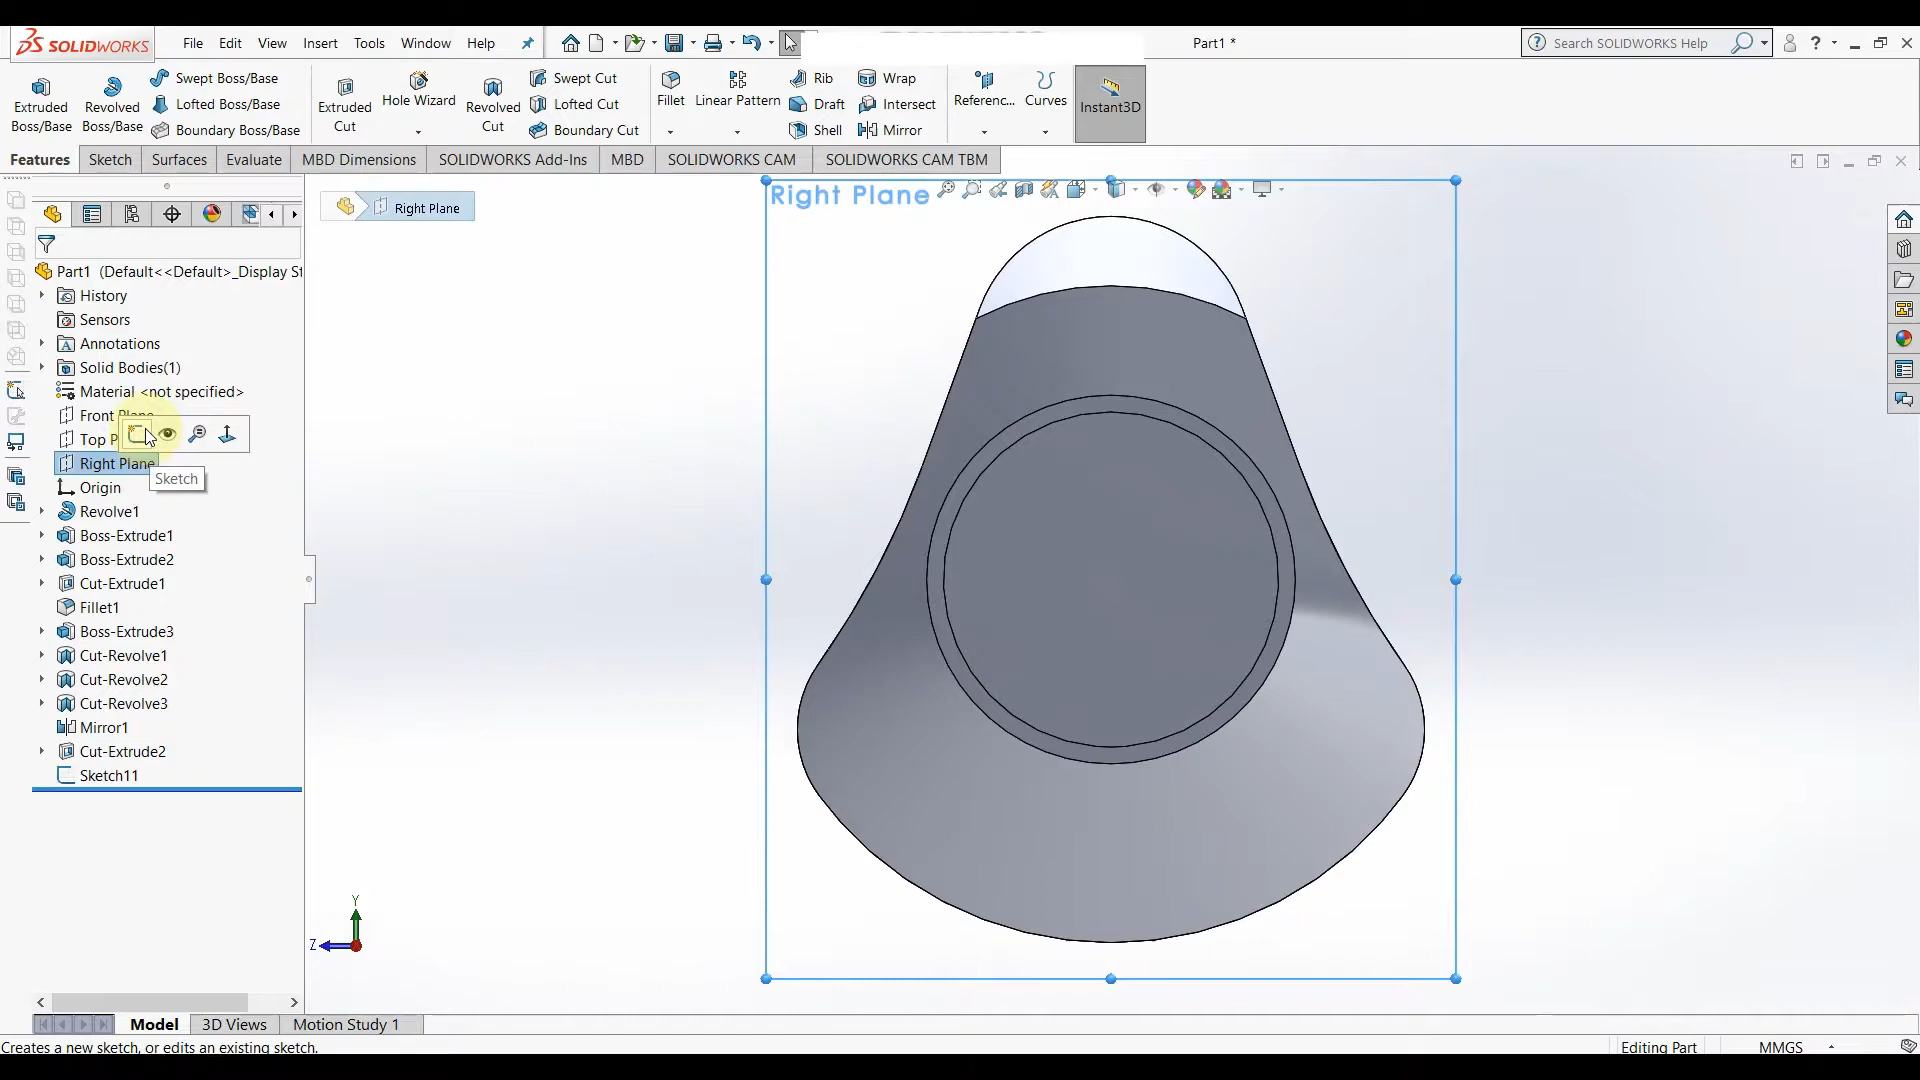 SOLIDWORKS File Edit View Insert Tools Window Help Part1 * Search SOLIDWORKS Help ?
Extruded Boss/Base
Revolved Boss/Base
Swept Boss/Base
Lofted Boss/Base
Boundary Boss/Base
Extruded Cut
Hole Wizard
Revolved Cut
Swept Cut
Lofted Cut
Boundary Cut
Fillet
Linear Pattern
Rib
Draft
Shell
Wrap
Intersect
Mirror
Referenc...
Curves
Instant3D
Features Sketch Surfaces Evaluate MBD Dimensions SOLIDWORKS Add-Ins MBD SOLIDWORKS CAM SOLIDWORKS CAM TBM
Right Plane
Right Plane
Part1 (Default<<Default>_Display St
History
Sensors
Annotations
Solid Bodies(1)
Material <not specified>
Front Plane
Top P
Right Plane
Sketch
Origin
Revolve1
Boss-Extrude1
Boss-Extrude2
Cut-Extrude1
Fillet1
Boss-Extrude3
Cut-Revolve1
Cut-Revolve2
Cut-Revolve3
Mirror1
Cut-Extrude2
Sketch11
Y
Z
Model 3D Views Motion Study 1
Creates a new sketch, or edits an existing sketch. Editing Part MMGS